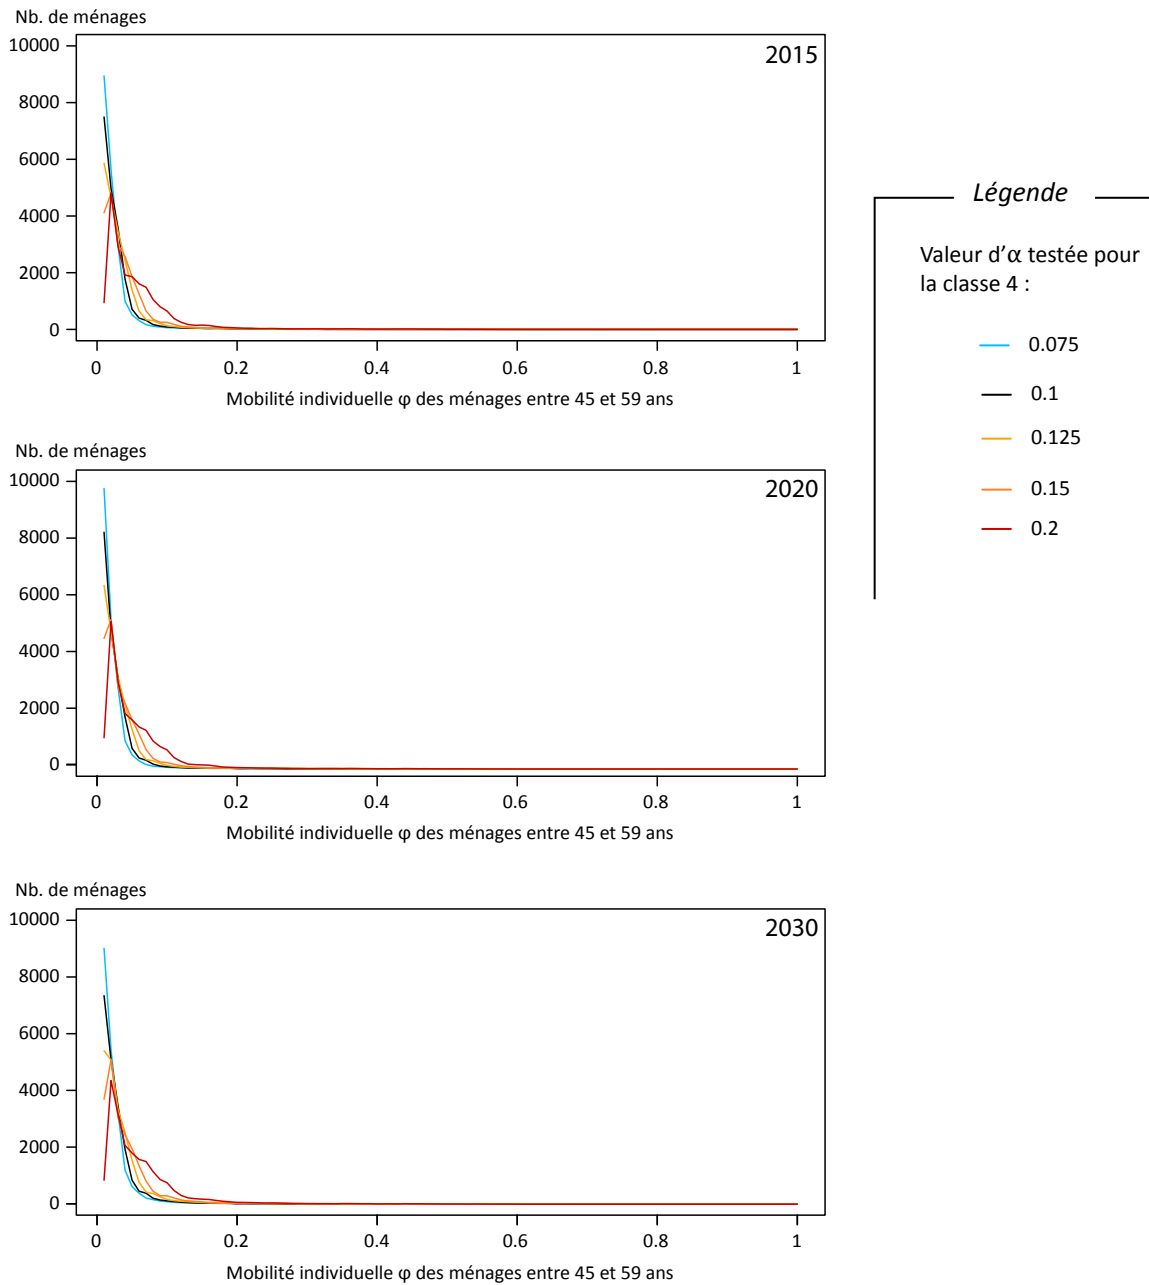 Nb. de ménages
10000
2015
8000
6000
4000
2000
0
0 0.2 0.4 0.6 0.8 1
Mobilité individuelle φ des ménages entre 45 et 59 ans
Légende
Valeur d'α testée pour
la classe 4 :
0.075
0.1
0.125
0.15
0.2
Nb. de ménages
10000
2020
8000
6000
4000
2000
0
0 0.2 0.4 0.6 0.8 1
Mobilité individuelle φ des ménages entre 45 et 59 ans
Nb. de ménages
10000
2030
8000
6000
4000
2000
0
0 0.2 0.4 0.6 0.8 1
Mobilité individuelle φ des ménages entre 45 et 59 ans